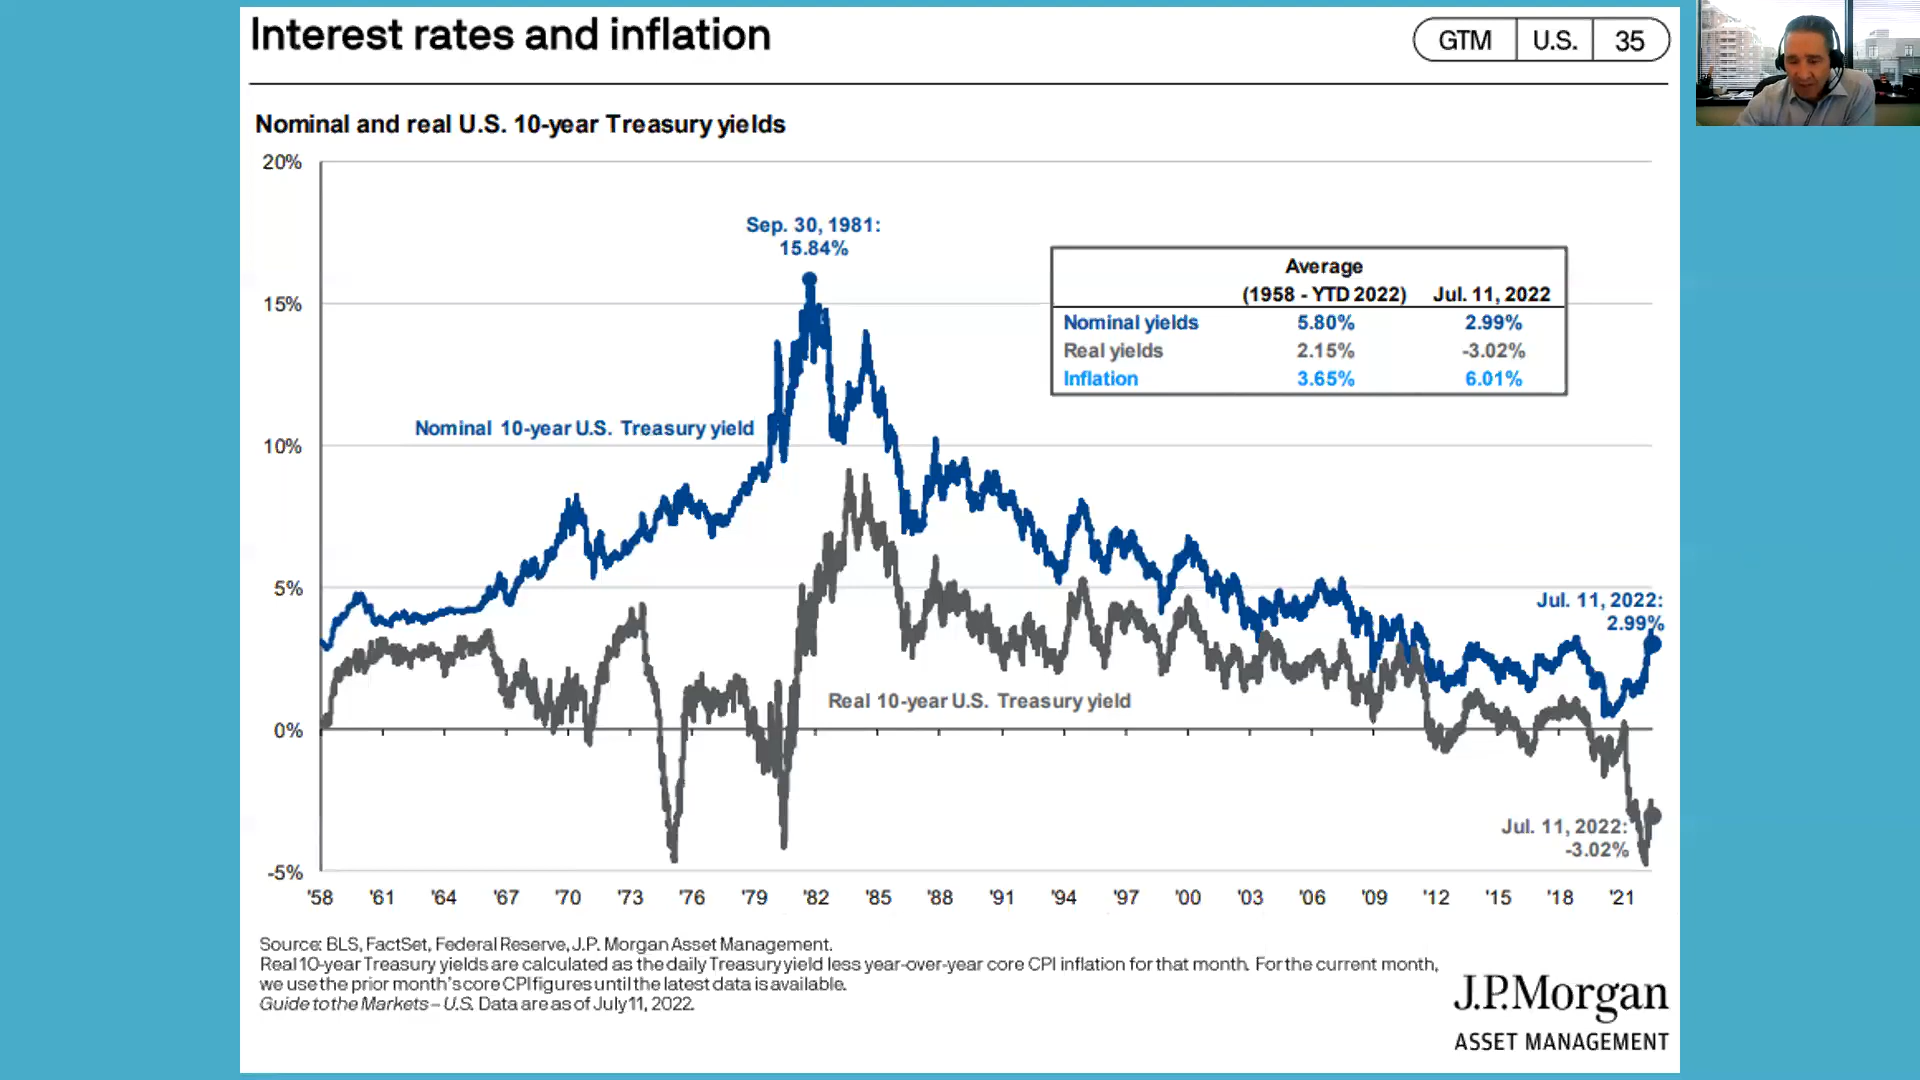 Interest rates and inflation
GTM U.S. 35
Nominal and real U.S. 10-year Treasury yields
20%
15%
10%
5%
0%
-5%
Sep. 30, 1981:
15.84%
Average
(1958 - YTD 2022) Jul. 11, 2022
Nominal yields 5.80% 2.99%
Real yields 2.15% -3.02%
Inflation 3.65% 6.01%
Nominal 10-year U.S. Treasury yield
Jul. 11, 2022:
2.99%
Real 10-year U.S. Treasury yield
Jul. 11, 2022:
-3.02%
'58 '61 '64 '67 '70 '73 '76 '79 '82 '85 '88 '91 '94 '97 '00 '03 '06 '09 '12 '15 '18 '21
Source: BLS, FactSet, Federal Reserve, J.P. Morgan Asset Management.
Real 10-year Treasury yields are calculated as the daily Treasury yield less year-over-year core CPI inflation for that month. For the current month,
we use the prior month's core CPI figures until the latest data is available.
Guide to the Markets – U.S. Data are as of July 11, 2022.
J.P.Morgan
ASSET MANAGEMENT